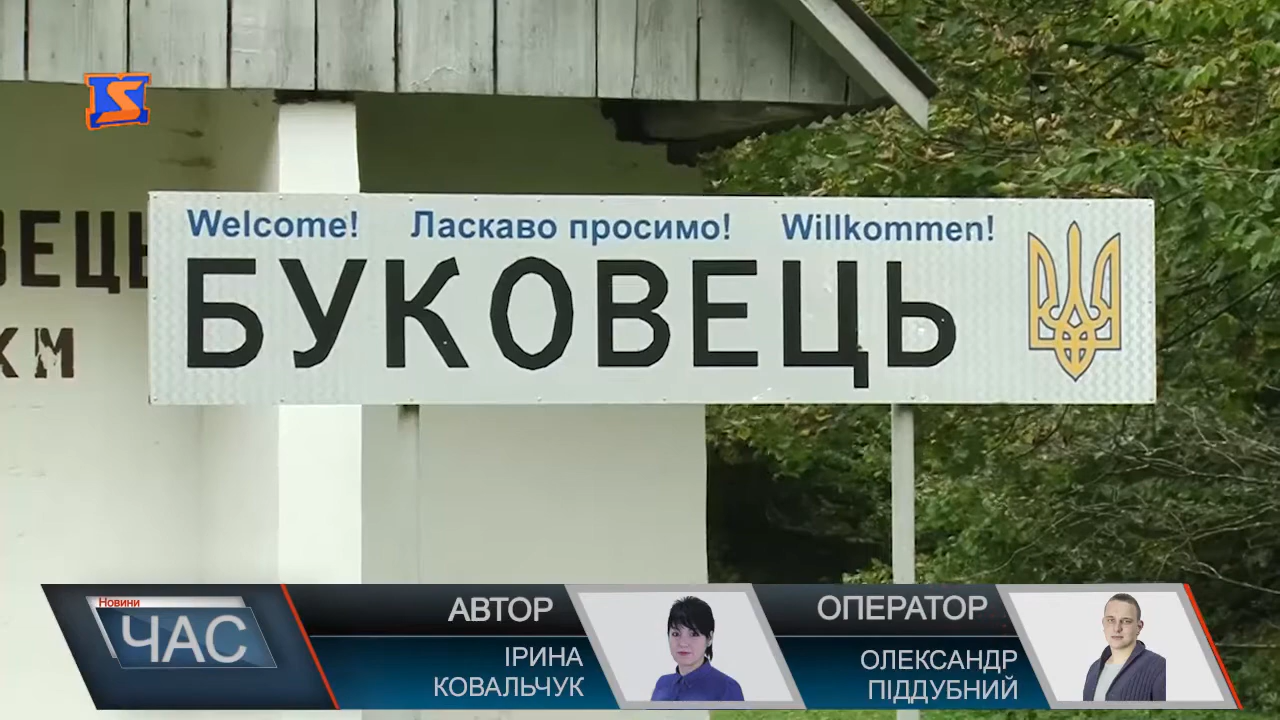 Welcome! Ласкаво просимо! Willkommen!
БУКОВЕЦЬ
ВЕЦЬ
КМ
Новини
ЧАС
АВТОР
ІРИНА
КОВАЛЬЧУК
ОПЕРАТОР
ОЛЕКСАНДР
ПІДДУБНИЙ